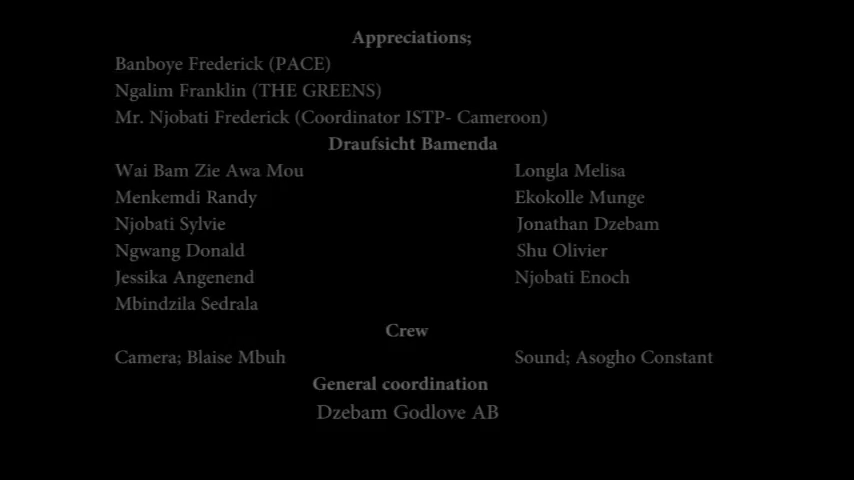 Appreciations;
Banboye Frederick (PACE)
Ngalim Franklin (THE GREENS)
Mr. Njobati Frederick (Coordinator ISTP- Cameroon)
Draufsicht Bamenda
Wai Bam Zie Awa Mou Longla Melisa
Menkemdi Randy Ekokolle Munge
Njobati Sylvie Jonathan Dzebam
Ngwang Donald Shu Olivier
Jessika Angenend Njobati Enoch
Mbindzila Sedrala
Crew
Camera; Blaise Mbuh Sound; Asogho Constant
General coordination
Dzebam Godlove AB